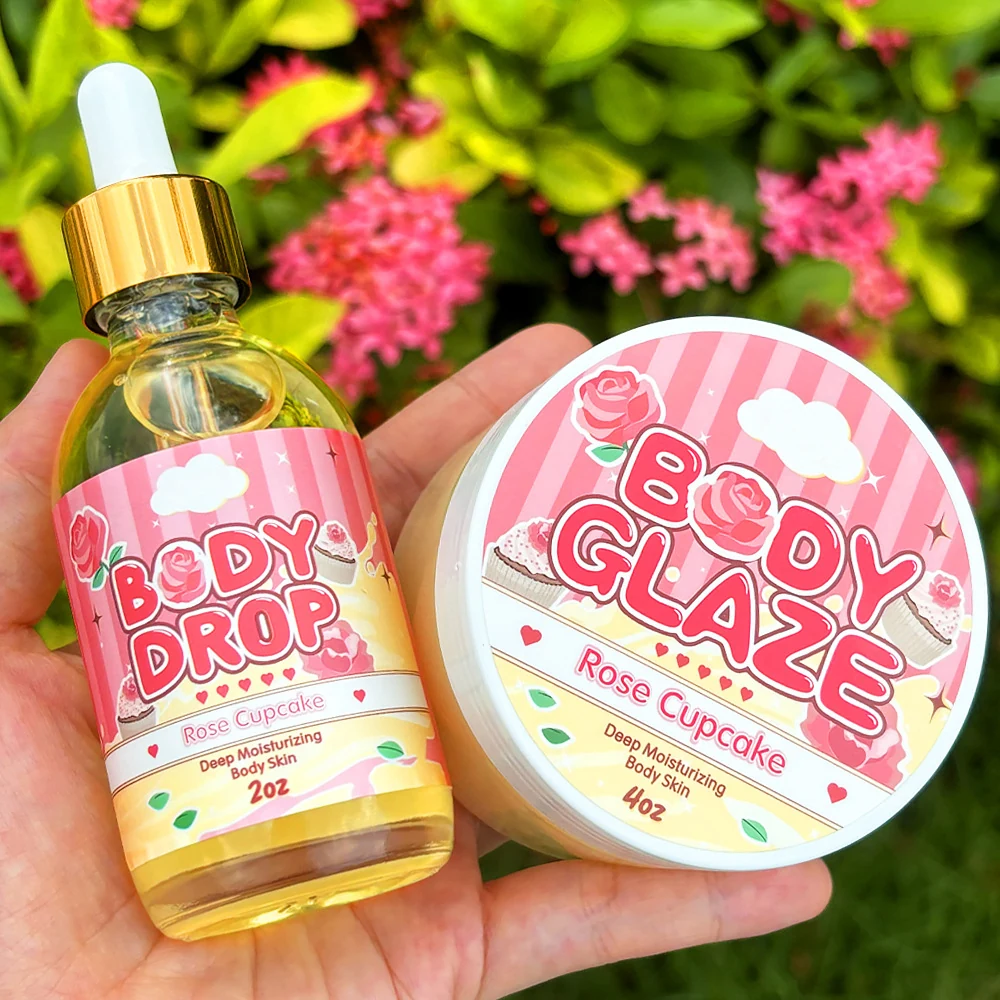 BODY
DROP
Rose Cupcake
Deep Moisturizing
Body Skin
2oz
BODY
GLAZE
Rose Cupcake
Deep Moisturizing
Body Skin
4oz